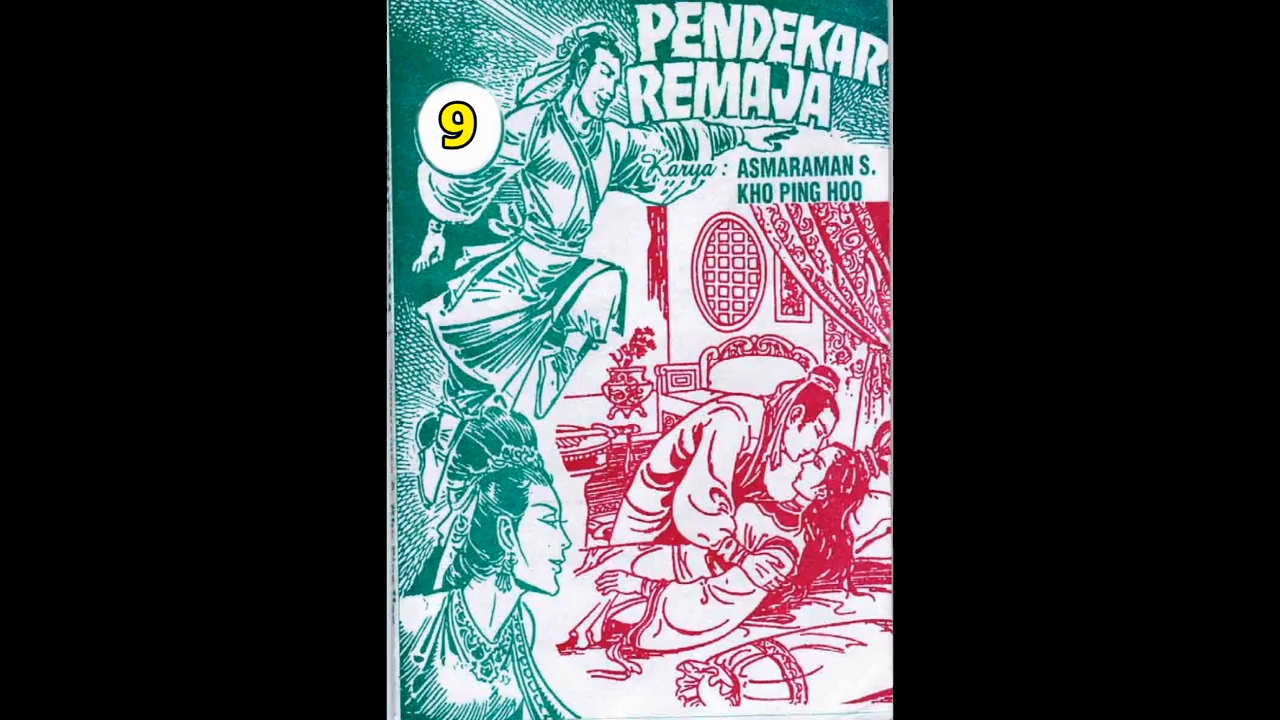 PENDEKAR
REMAJA
9
Karya : ASMARAMAN S.
KHO PING HOO